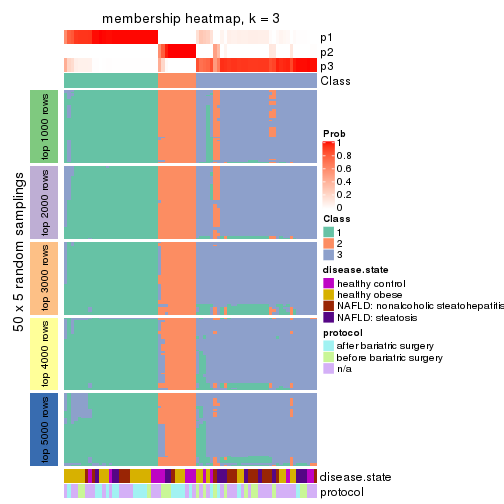 membership heatmap, k = 3
p1
p2
p3
Class
50 x 5 random samplings
top 1000 rows
top 2000 rows
top 3000 rows
top 4000 rows
top 5000 rows
disease.state
protocol
Prob
1
0.8
0.6
0.4
0.2
0
Class
1
2
3
disease.state
healthy control
healthy obese
NAFLD: nonalcoholic steatohepatitis
NAFLD: steatosis
protocol
after bariatric surgery
before bariatric surgery
n/a